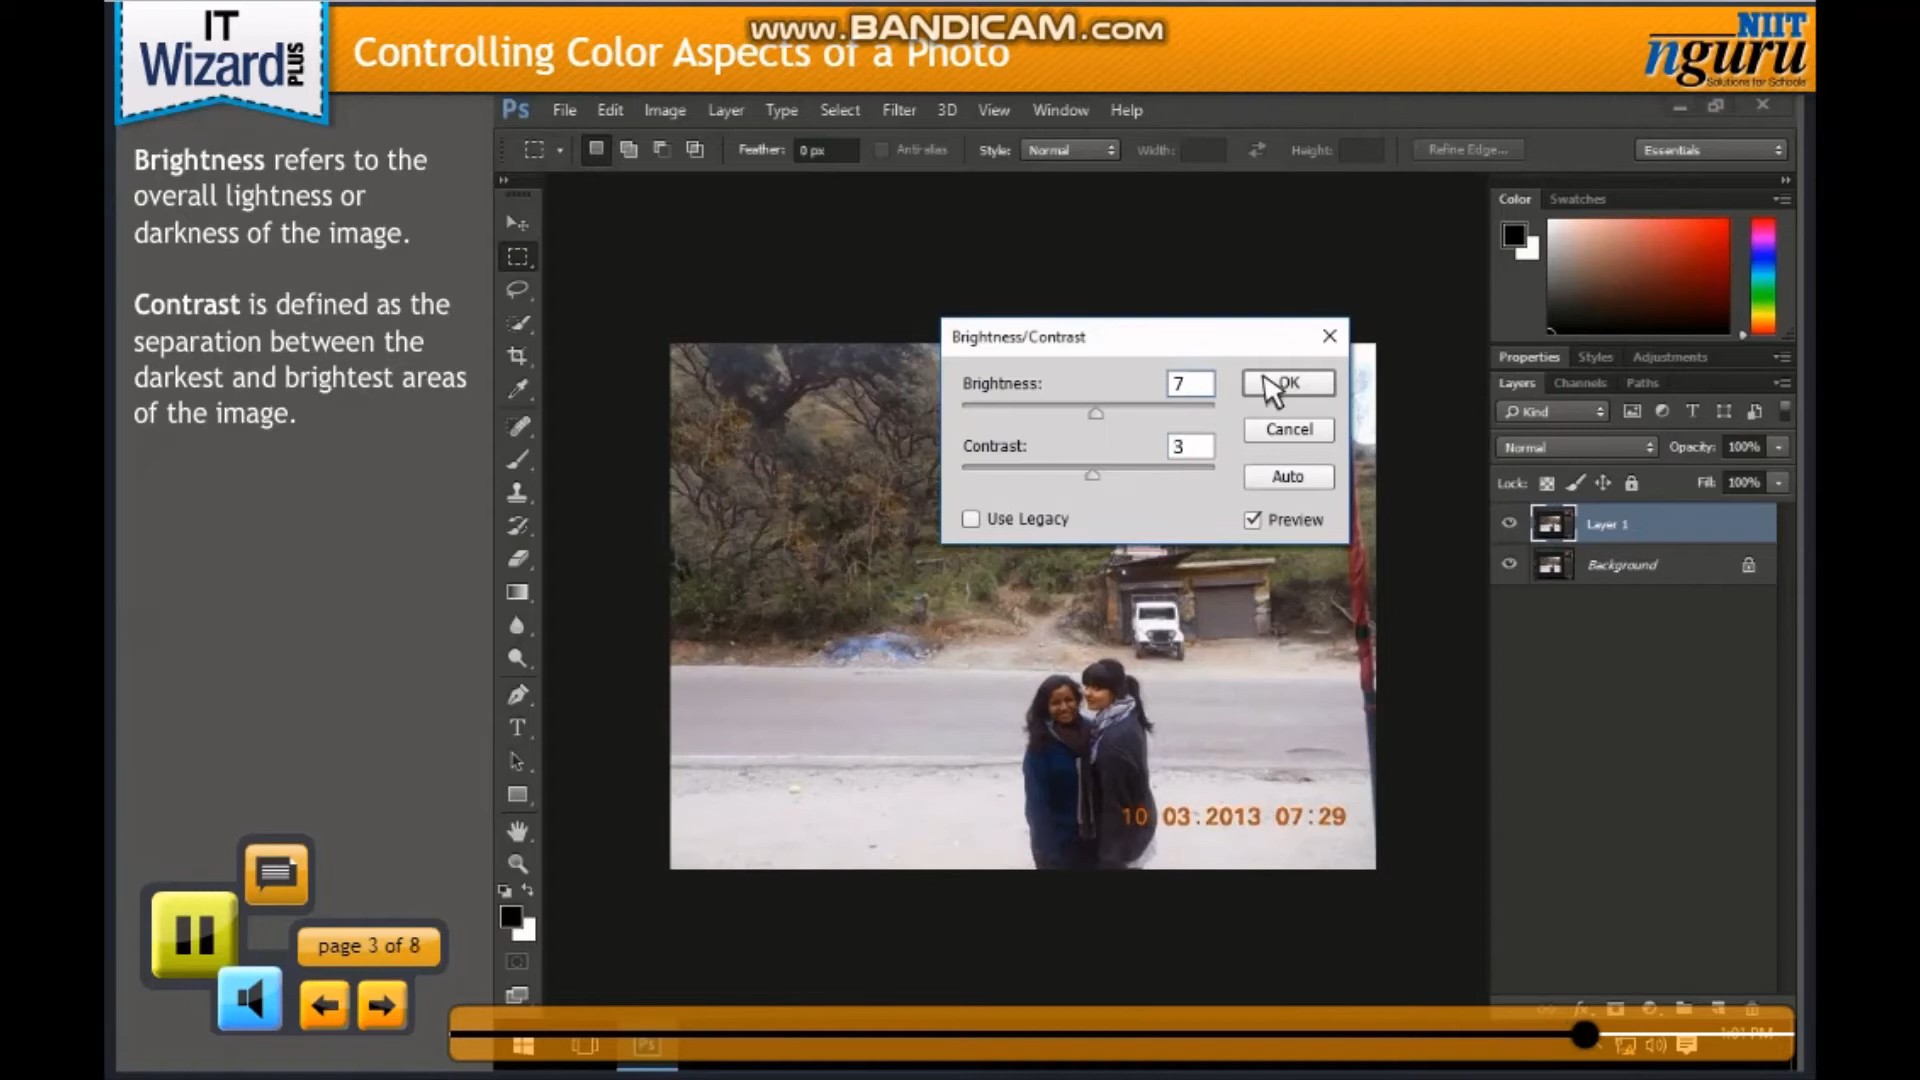 www.BANDICAM.com
IT
Wizard PLUS
Controlling Color Aspects of a Photo
NIIT
nguru
Solutions for Schools
Ps File Edit Image Layer Type Select Filter 3D View Window Help
Feather: 0 px Anti-alias Style: Normal Width: Height: Refine Edge... Essentials
Brightness refers to the
overall lightness or
darkness of the image.
Contrast is defined as the
separation between the
darkest and brightest areas
of the image.
Color Swatches
Brightness/Contrast
Brightness: 7 OK
Cancel
Contrast: 3
Auto
Use Legacy Preview
Properties Styles Adjustments
Layers Channels Paths
Kind
Normal Opacity: 100%
Lock: Fill: 100%
Layer 1
Background
10 03.2013 07:29
page 3 of 8
Ps
1:01 PM